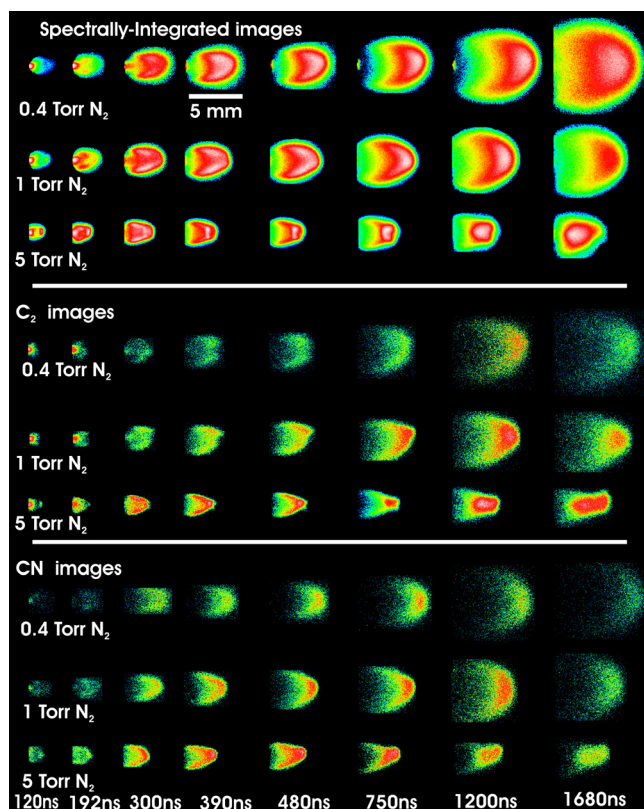 Spectrally-Integrated images
0.4 Torr N₂
5 mm
1 Torr N₂
5 Torr N₂
C₂ images
0.4 Torr N₂
1 Torr N₂
5 Torr N₂
CN images
0.4 Torr N₂
1 Torr N₂
5 Torr N₂
120ns 192ns 300ns 390ns 480ns 750ns 1200ns 1680ns